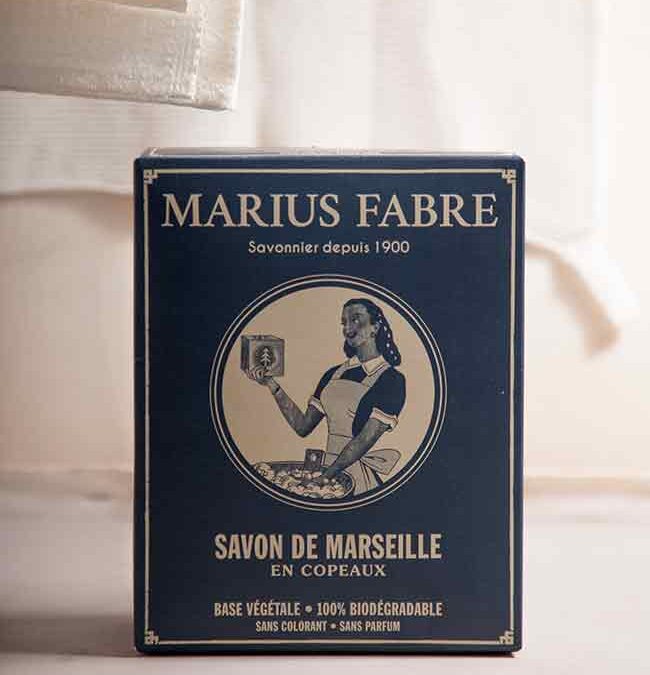 MARIUS FABRE
Savonnier depuis 1900
SAVON DE MARSEILLE
EN COPEAUX
BASE VÉGÉTALE • 100% BIODÉGRADABLE
SANS COLORANT • SANS PARFUM